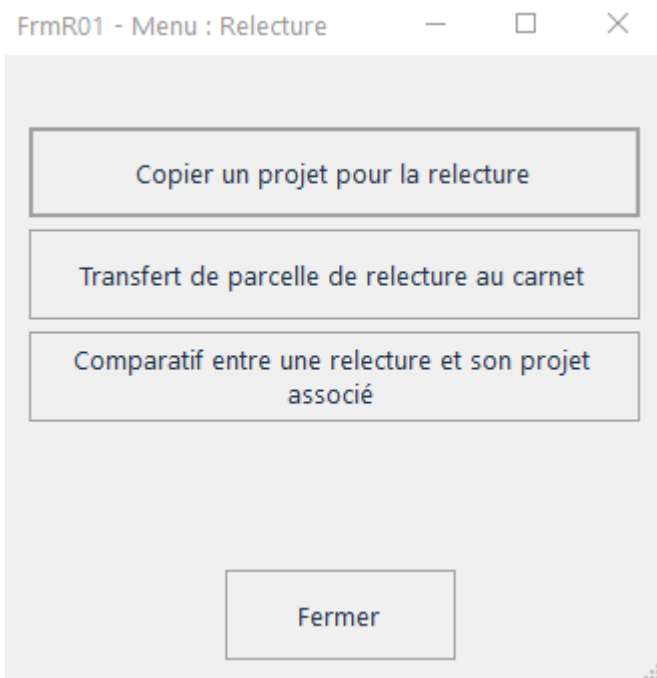 FrmR01 - Menu : Relecture
Copier un projet pour la relecture
Transfert de parcelle de relecture au carnet
Comparatif entre une relecture et son projet
associé
Fermer